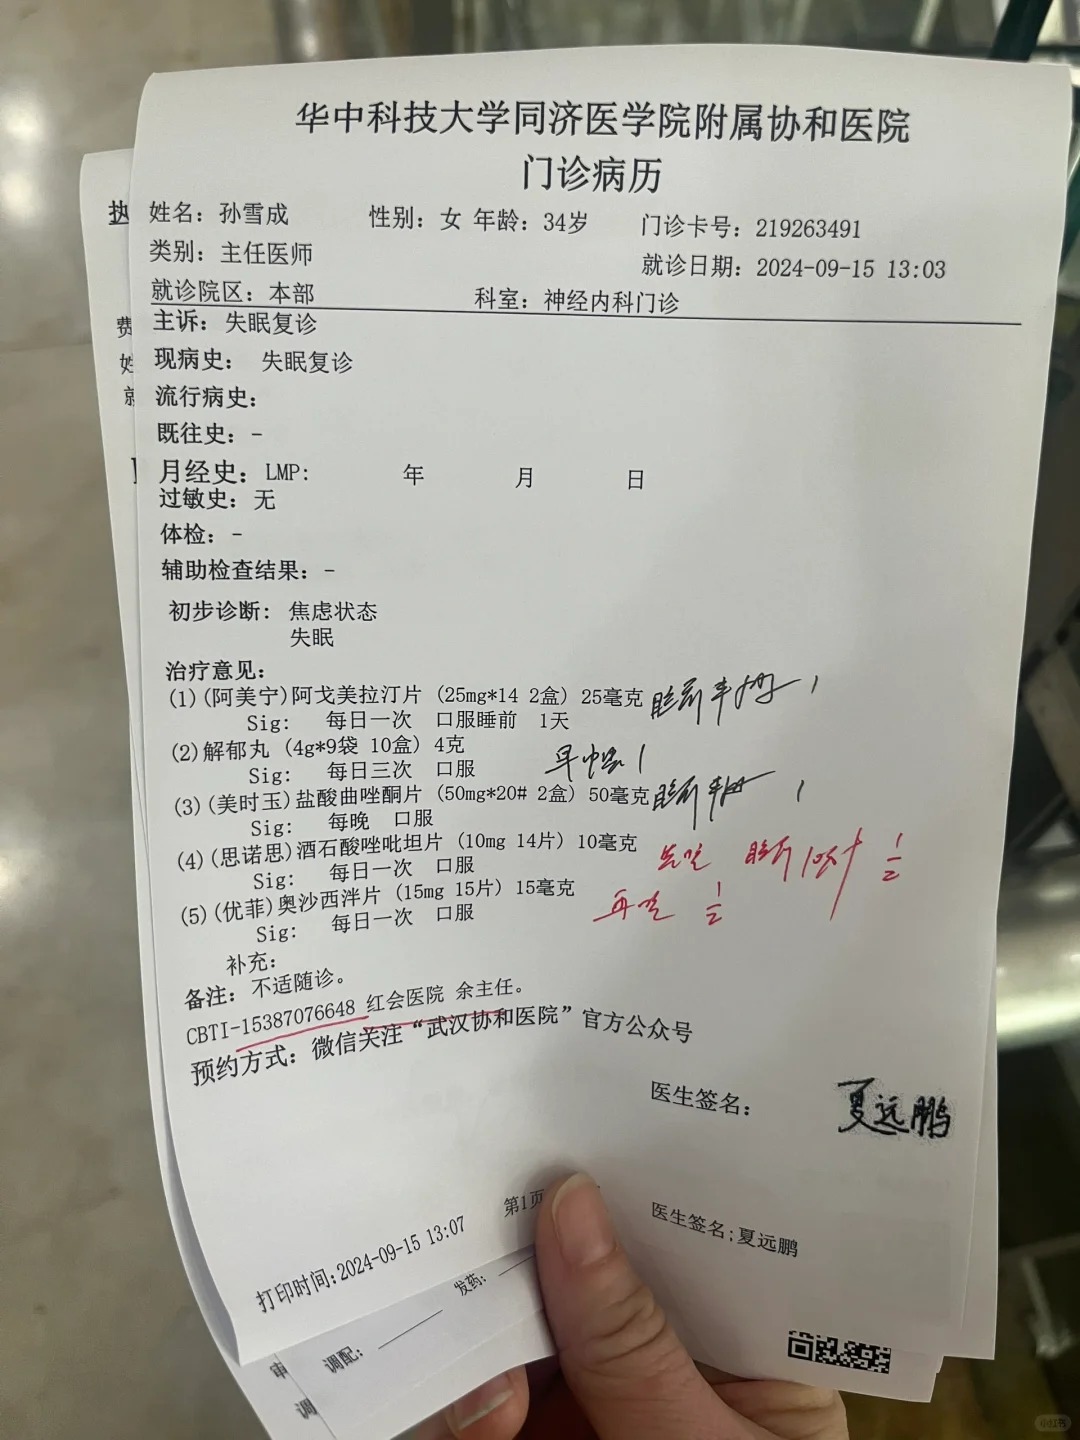 华中科技大学同济医学院附属协和医院
门诊病历
姓名：孙雪成 性别：女 年龄：34岁 门诊卡号：219263491
类别：主任医师 就诊日期：2024-09-15 13:03
就诊院区：本部 科室：神经内科门诊
主诉：失眠复诊
现病史： 失眠复诊
流行病史：
既往史：-
月经史：LMP: 年 月 日
过敏史：无
体检：-
辅助检查结果：-
初步诊断: 焦虑状态
失眠
治疗意见：
(1)(阿美宁)阿戈美拉汀片 (25mg*14 2盒) 25毫克 睡前半小时 1
Sig: 每日一次 口服睡前 1天
(2)解郁丸 (4g*9袋 10盒) 4克
Sig: 每日三次 口服 早中晚1
(3)(美时玉)盐酸曲唑酮片 (50mg*20# 2盒) 50毫克 睡前半小时 1
Sig: 每晚 口服
(4)(思诺思)酒石酸唑吡坦片 (10mg 14片) 10毫克 先吃 睡前10分 1/2
Sig: 每日一次 口服
(5)(优菲)奥沙西泮片 (15mg 15片) 15毫克 再吃 1/2
Sig: 每日一次 口服
补充：
备注：不适随诊。
CBTI-15387076648 红会医院 余主任。
预约方式：微信关注“武汉协和医院”官方公众号
医生签名： 夏远鹏
第1页
医生签名;夏远鹏
打印时间:2024-09-15 13:07
发药:
调配:
执
费
姓
就
审
调
小红书